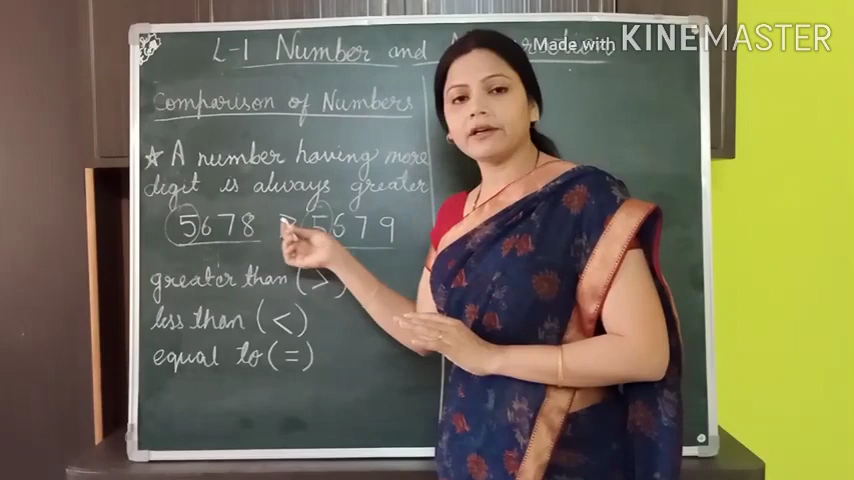 L-1 Number and
Made with KINEMASTER
Comparison of Numbers
★ A number having more
digit is always greater
5678 5679
greater than (>)
less than (<)
equal to (=)